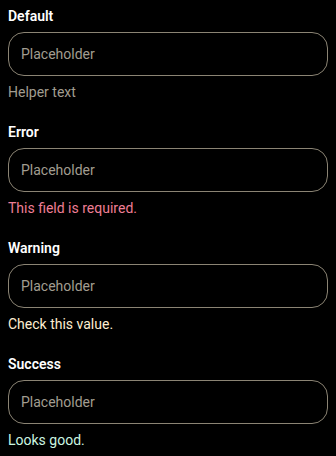 Default
Placeholder
Helper text
Error
Placeholder
This field is required.
Warning
Placeholder
Check this value.
Success
Placeholder
Looks good.